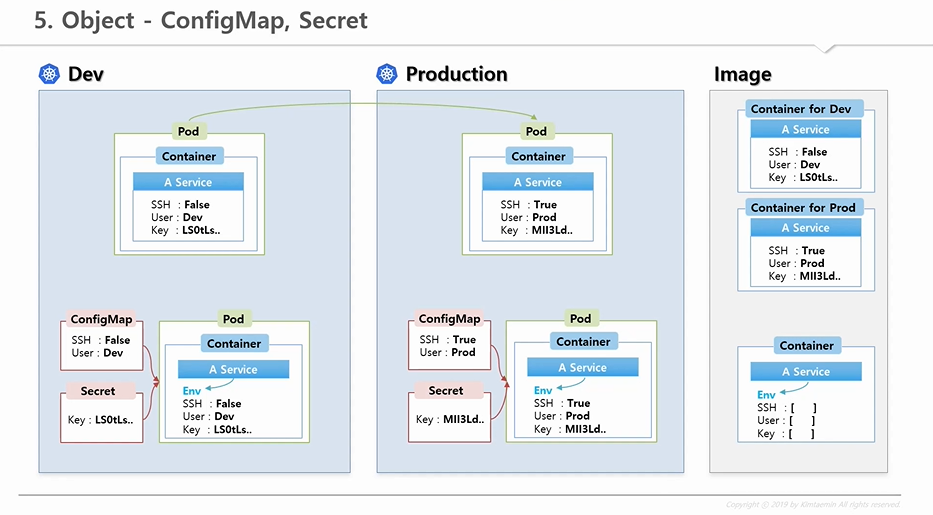 5. Object - ConfigMap, Secret
Dev
Pod
Container
A Service
SSH : False
User : Dev
Key : LS0tLs..
ConfigMap
SSH : False
User : Dev
Secret
Key : LS0tLs..
Pod
Container
A Service
Env
SSH : False
User : Dev
Key : LS0tLs..
Production
Pod
Container
A Service
SSH : True
User : Prod
Key : MII3Ld..
ConfigMap
SSH : True
User : Prod
Secret
Key : MII3Ld..
Pod
Container
A Service
Env
SSH : True
User : Prod
Key : MII3Ld..
Image
Container for Dev
A Service
SSH : False
User : Dev
Key : LS0tLs..
Container for Prod
A Service
SSH : True
User : Prod
Key : MII3Ld..
Container
A Service
Env
SSH : [ ]
User : [ ]
Key : [ ]
Copyright ⓒ 2019 by Kimtaemin All rights reserved.